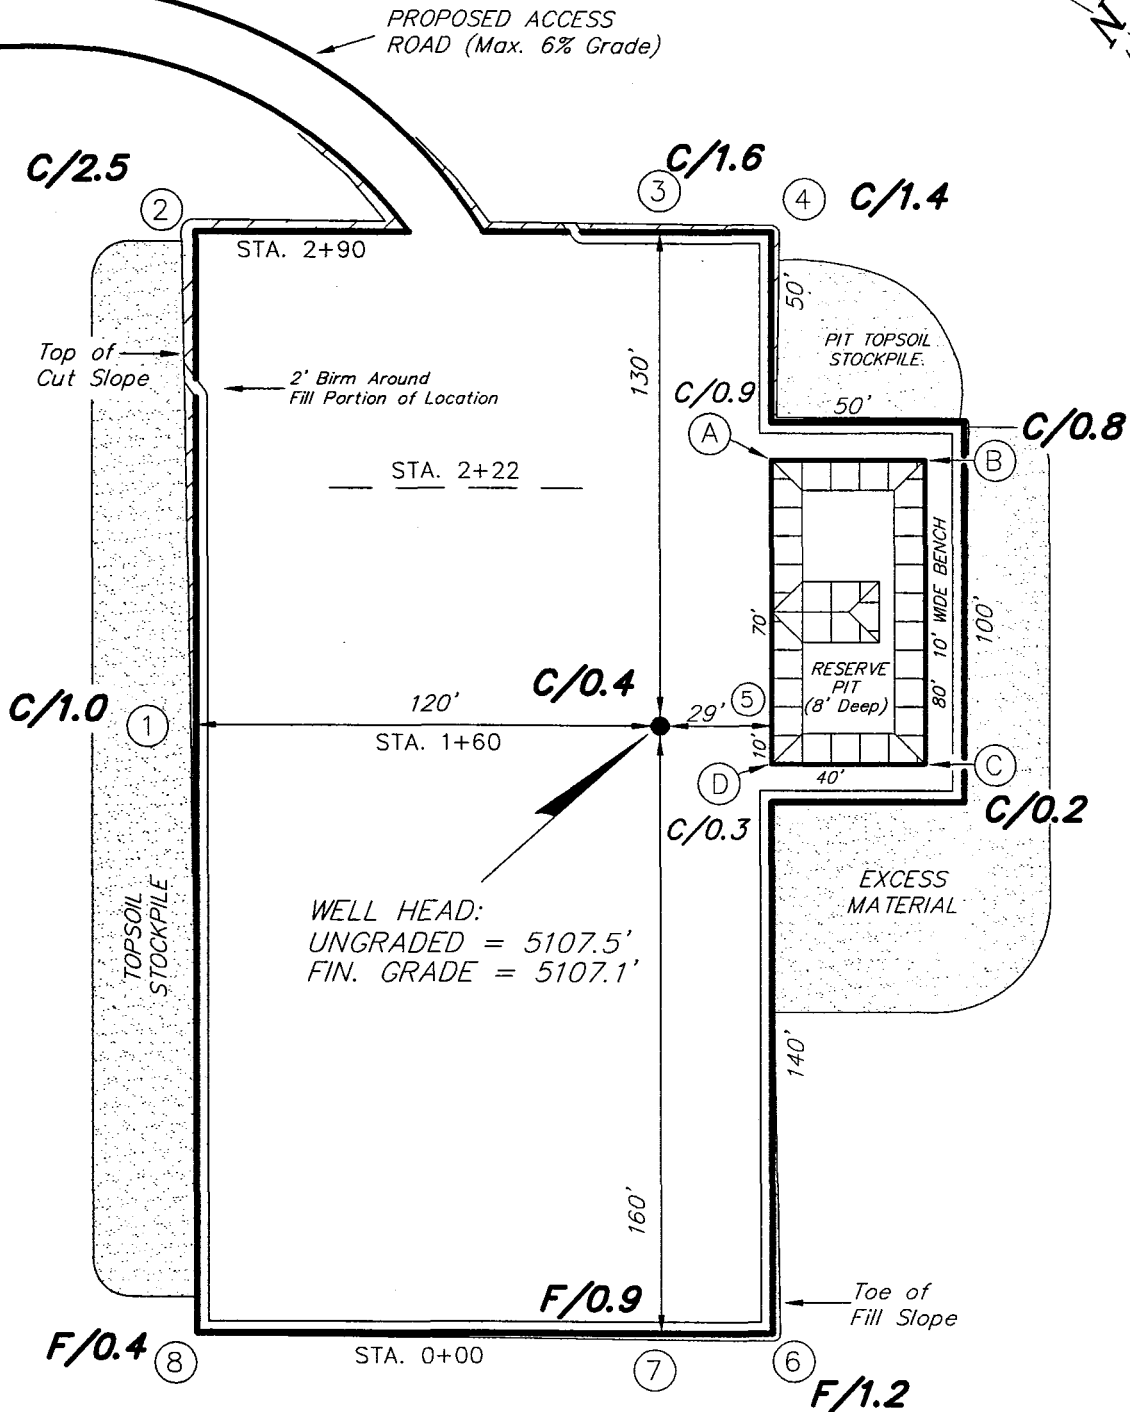 PROPOSED ACCESS
ROAD (Max. 6% Grade)
N
C/2.5
2
C/1.6
3
4
C/1.4
STA. 2+90
50'
PIT TOPSOIL
STOCKPILE.
Top of
Cut Slope
2' Birm Around
Fill Portion of Location
130'
C/0.9
50'
C/0.8
A
B
STA. 2+22
10' WIDE BENCH
100'
70'
RESERVE
PIT
(8' Deep)
80'
C/1.0
1
120'
C/0.4
29'
5
STA. 1+60
10'
D
40'
C
C/0.3
C/0.2
TOPSOIL
STOCKPILE
WELL HEAD:
UNGRADED = 5107.5'
FIN. GRADE = 5107.1'
EXCESS
MATERIAL
140'
160'
F/0.9
Toe of
Fill Slope
F/0.4
8
STA. 0+00
7
6
F/1.2